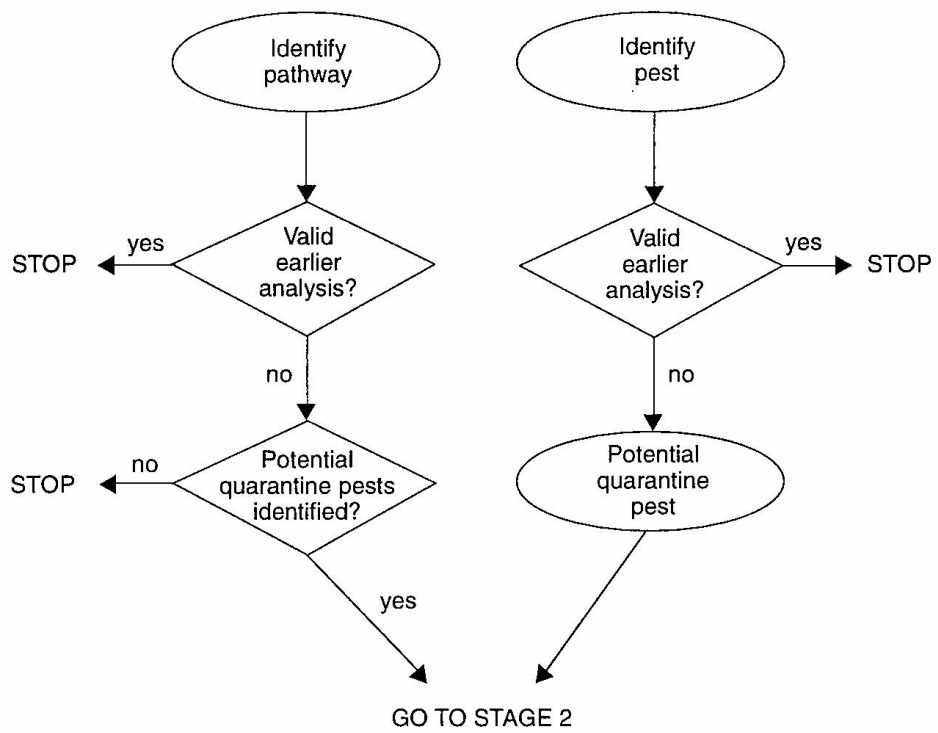 Identify
pathway
Identify
pest
Valid
earlier
analysis?
yes
STOP
Valid
earlier
analysis?
yes
STOP
no
no
Potential
quarantine pests
identified?
no
STOP
Potential
quarantine
pest
yes
GO TO STAGE 2